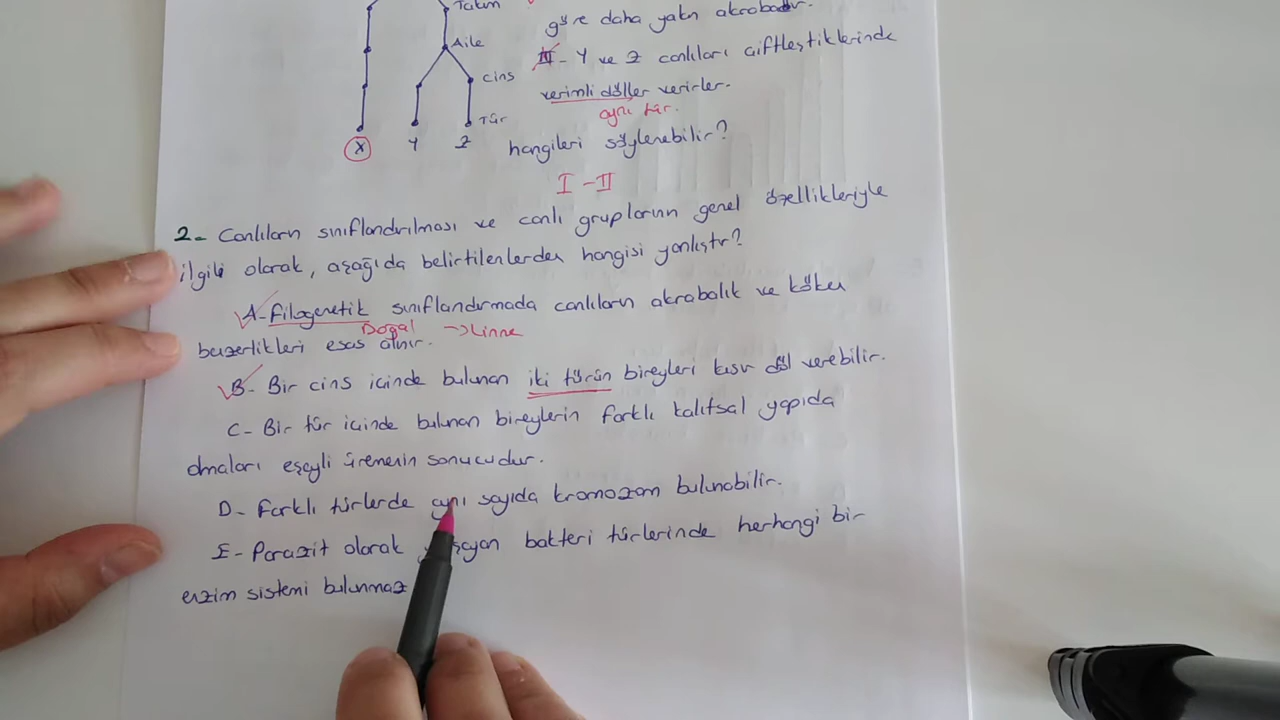 Takım
göre daha yakın akrabadır.
Aile
III- Y ve Z canlıları çiftleştiklerinde
cins
verimli döller verirler.
aynı tür.
Tür
X Y Z
hangileri söylenebilir?
I - II
2- Canlıların sınıflandırılması ve canlı gruplarının genel özellikleriyle
ilgili olarak, aşağıda belirtilenlerden hangisi yanlıştır?
A- Filogenetik sınıflandırmada canlıların akrabalık ve köken
Doğal → Linne
benzerlikleri esas alınır.
B- Bir cins içinde bulunan iki türün bireyleri kısır döl verebilir.
C- Bir tür içinde bulunan bireylerin farklı kalıtsal yapıda
olmaları eşeyli üremenin sonucudur.
D- Farklı türlerde aynı sayıda kromozom bulunabilir.
E- Parazit olarak yaşayan bakteri türlerinde herhangi bir
enzim sistemi bulunmaz